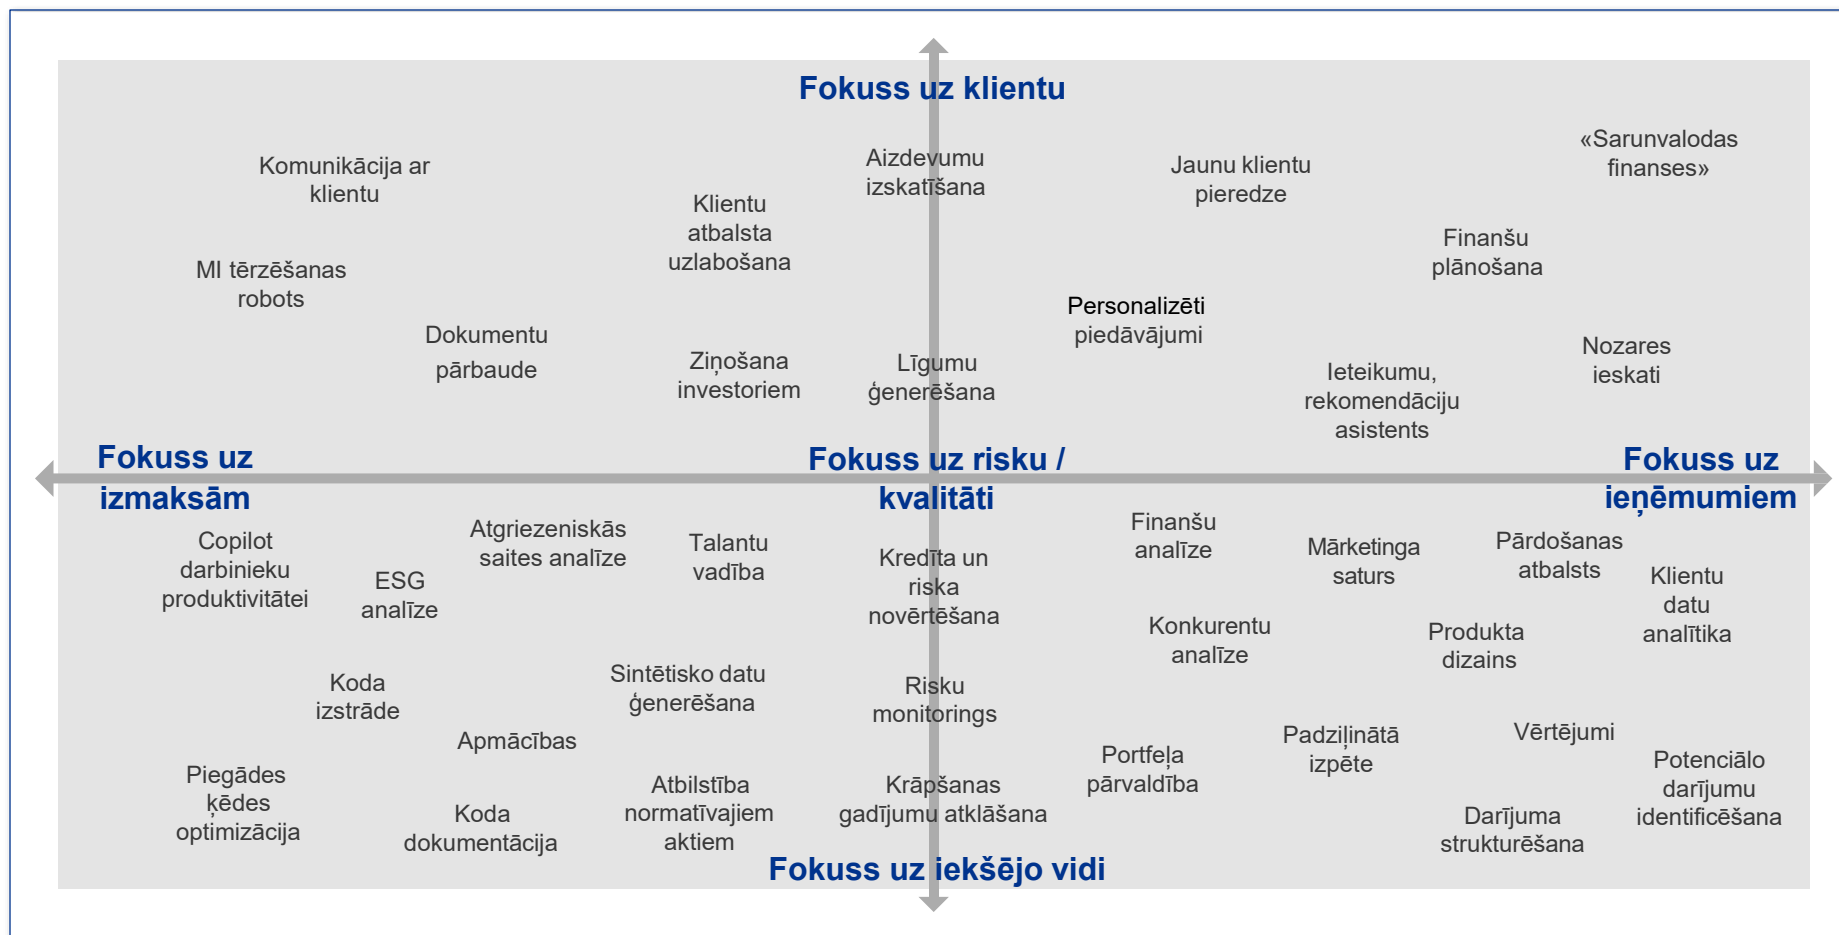 Fokuss uz klientu
Komunikācija ar
klientu
Aizdevumu
izskatīšana
Jaunu klientu
pieredze
«Sarunvalodas
finanses»
Klientu
atbalsta
uzlabošana
MI tērzēšanas
robots
Finanšu
plānošana
Personalizēti
piedāvājumi
Dokumentu
pārbaude
Ziņošana
investoriem
Līgumu
ģenerēšana
Ieteikumu,
rekomendāciju
asistents
Nozares
ieskati
Fokuss uz
izmaksām
Fokuss uz risku /
kvalitāti
Fokuss uz
ieņēmumiem
Copilot
darbinieku
produktivitātei
ESG
analīze
Atgriezeniskās
saites analīze
Talantu
vadība
Kredīta un
riska
novērtēšana
Finanšu
analīze
Mārketinga
saturs
Pārdošanas
atbalsts
Klientu
datu
analītika
Konkurentu
analīze
Produkta
dizains
Koda
izstrāde
Sintētisko datu
ģenerēšana
Risku
monitorings
Apmācības
Portfeļa
pārvaldība
Padziļinātā
izpēte
Vērtējumi
Piegādes
ķēdes
optimizācija
Koda
dokumentācija
Atbilstība
normatīvajiem
aktiem
Krāpšanas
gadījumu atklāšana
Darījuma
strukturēšana
Potenciālo
darījumu
identificēšana
Fokuss uz iekšējo vidi